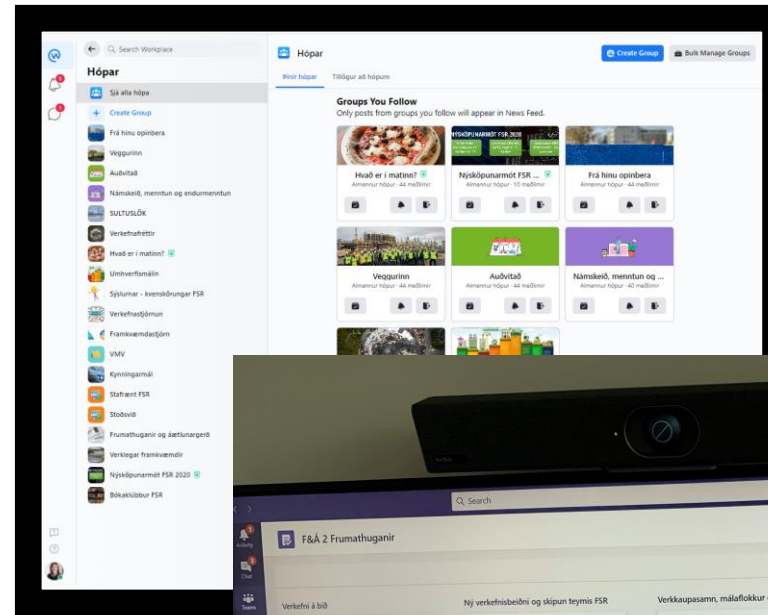 Search Workplace
Hópar
Sjá alla hópa
Create Group
Frá hinu opinbera
Veggurinn
Auðvitað
Námskeið, menntun og endurmenntun
SULTUSLÖK
Verkefnafréttir
Hvað er í matinn?
Umhverfismálin
Sýslurnar - kvenskörungar FSR
Verkefnastjórnun
Framkvæmdastjórn
VMV
Kynningarmál
Stafrænt FSR
Stoðsvið
Frumathuganir og áætlunargerð
Verklegar framkvæmdir
Nýsköpunarmót FSR 2020
Bókaklúbbur FSR
Hópar
Create Group
Bulk Manage Groups
Þínir hópar
Tillögur að hópum
Groups You Follow
Only posts from groups you follow will appear in News Feed.
NÝSKÖPUNARMÓT FSR 2020
Hvað er í matinn?
Almennur hópur · 44 meðlimir
Nýsköpunarmót FSR ...
Almennur hópur · 10 meðlimir
Frá hinu opinbera
Almennur hópur · 44 meðlimir
Veggurinn
Almennur hópur · 44 meðlimir
Auðvitað
Almennur hópur · 44 meðlimir
Námskeið, menntun og ...
Almennur hópur · 40 meðlimir
Search
Activity
Chat
Teams
F&Á 2 Frumathuganir
Verkefni á bið
Ný verkefnisbeiðni og skipun teymis FSR
Verkkaupasamn, málaflokkur